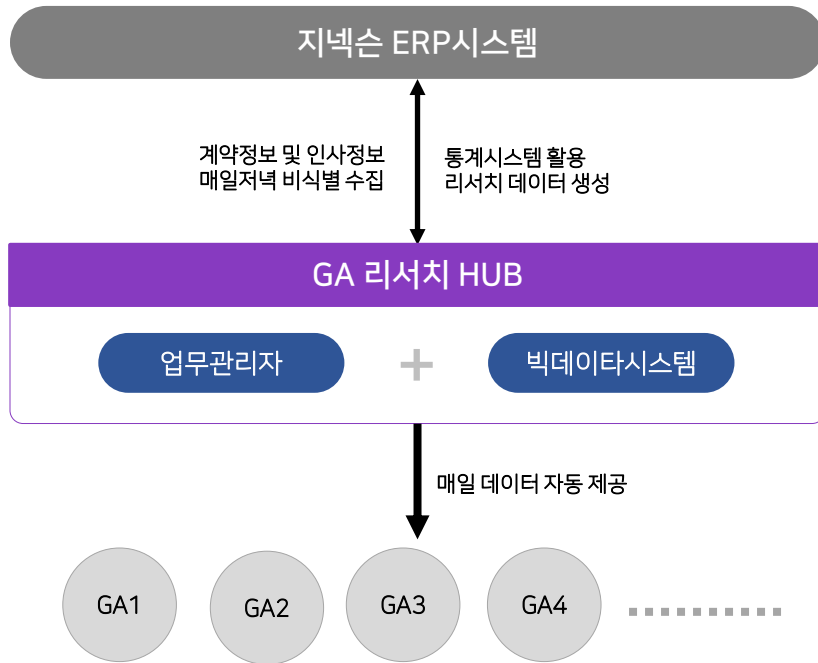 지넥슨 ERP시스템
계약정보 및 인사정보
매일저녁 비식별 수집
통계시스템 활용
리서치 데이터 생성
GA 리서치 HUB
업무관리자
+
빅데이타시스템
매일 데이터 자동 제공
GA1
GA2
GA3
GA4